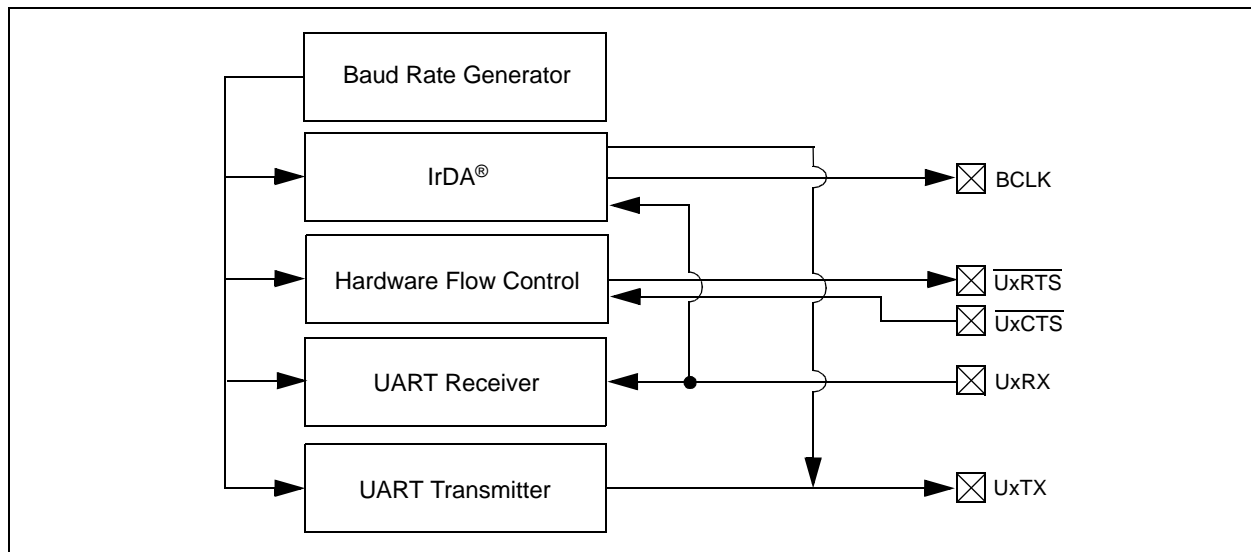 Baud Rate Generator
IrDA®
BCLK
Hardware Flow Control
UxRTS
UxCTS
UART Receiver
UxRX
UART Transmitter
UxTX